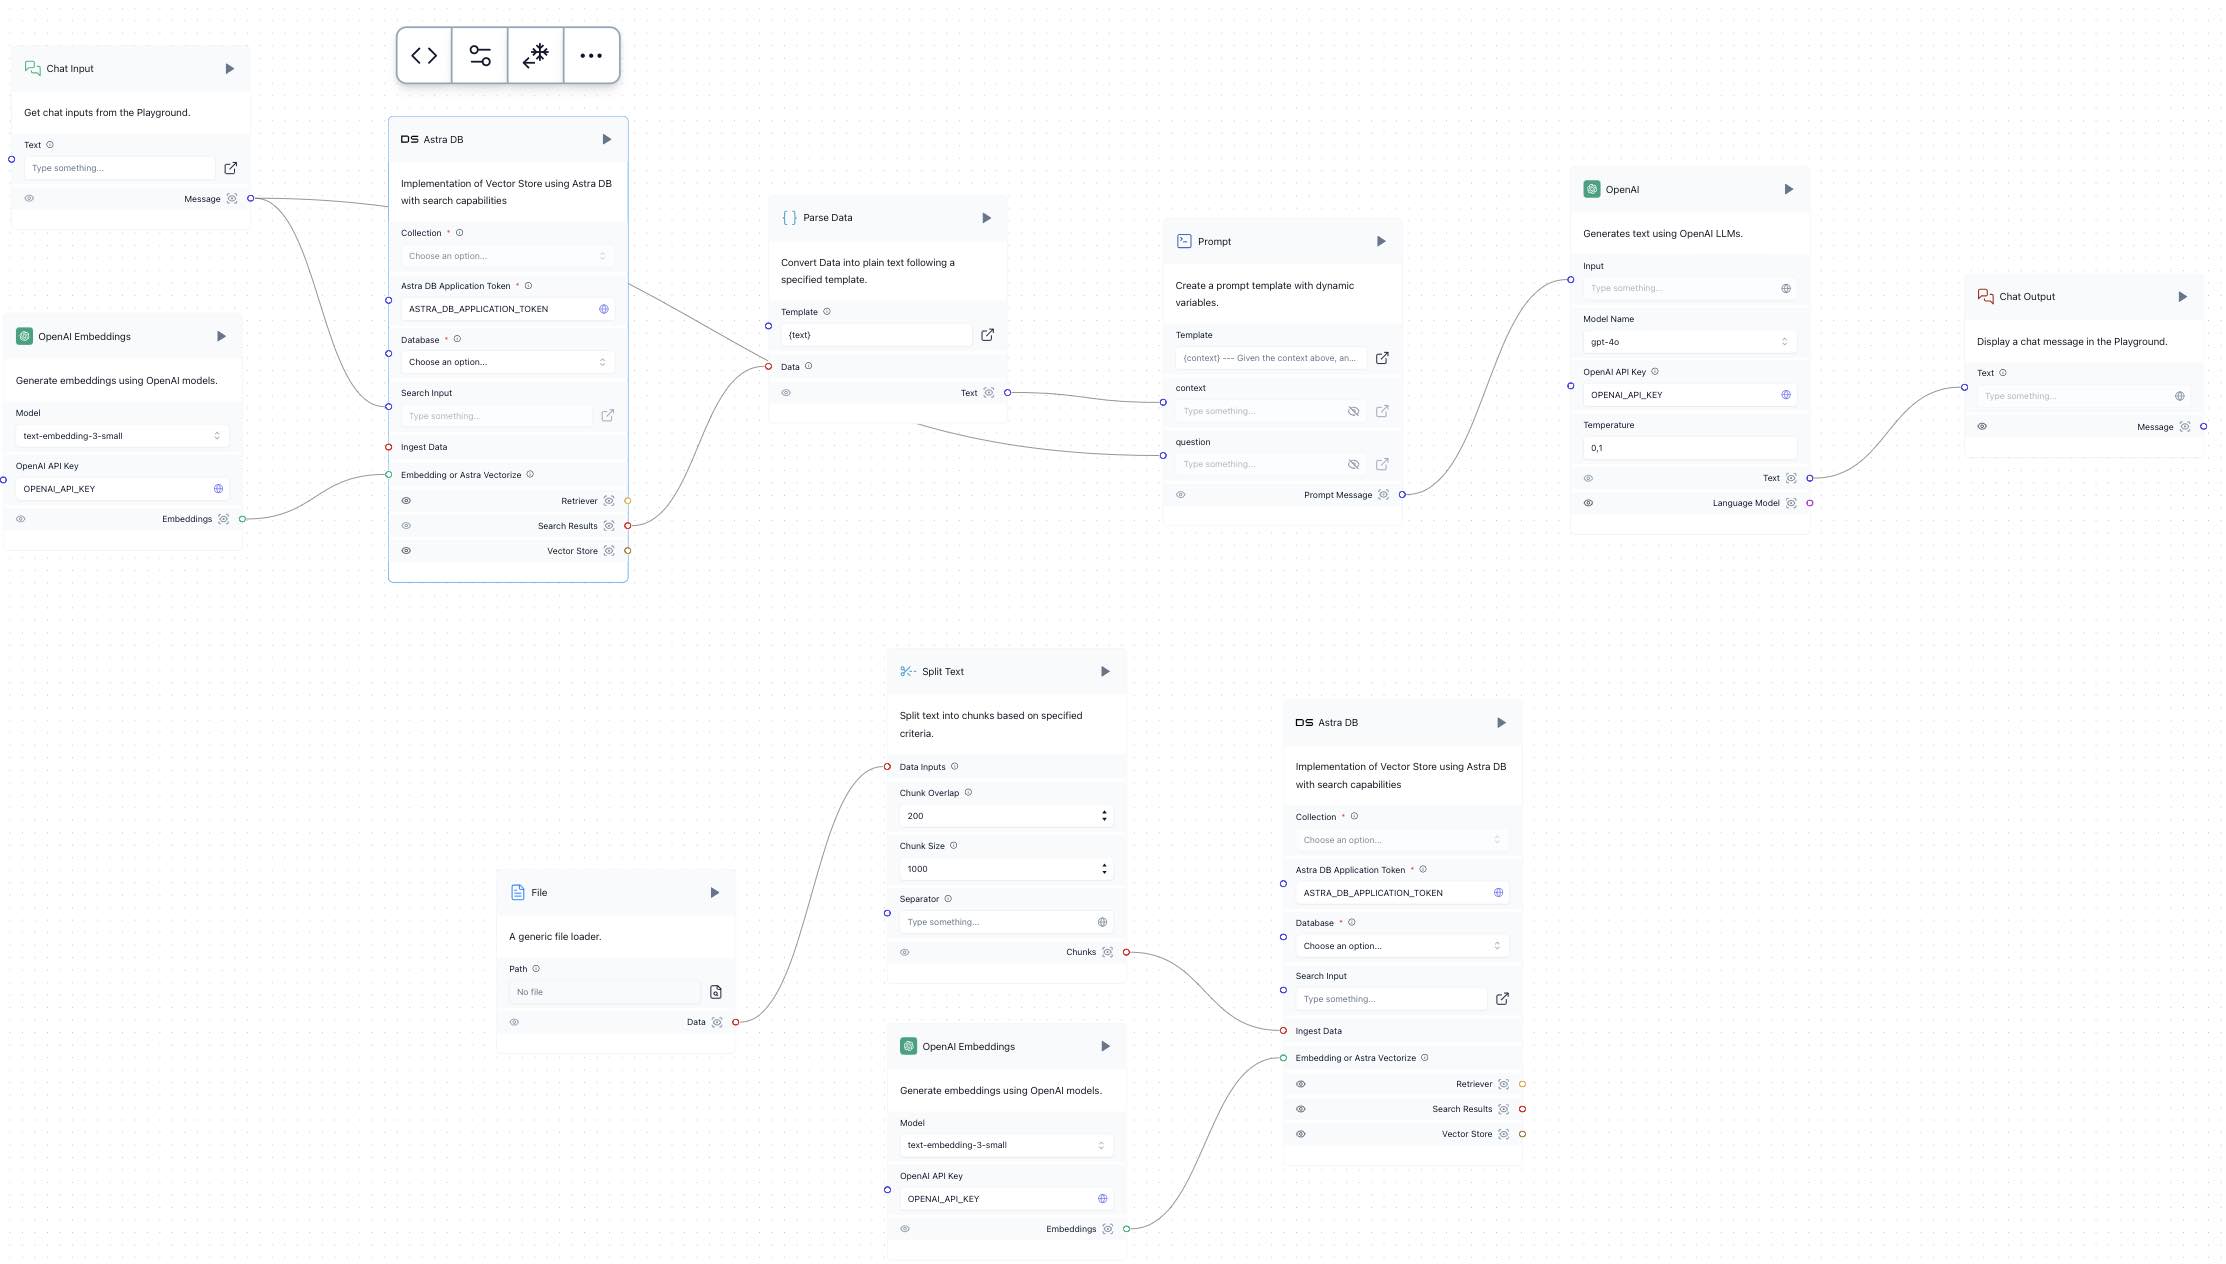 Chat Input
Get chat inputs from the Playground.
Text
Type something...
Message
OpenAI Embeddings
Generate embeddings using OpenAI models.
Model
text-embedding-3-small
OpenAI API Key
OPENAI_API_KEY
Embeddings
DS Astra DB
Implementation of Vector Store using Astra DB
with search capabilities
Collection *
Choose an option...
Astra DB Application Token *
ASTRA_DB_APPLICATION_TOKEN
Database *
Choose an option...
Search Input
Type something...
Ingest Data
Embedding or Astra Vectorize
Retriever
Search Results
Vector Store
{ } Parse Data
Convert Data into plain text following a
specified template.
Template
{text}
Data
Text
Prompt
Create a prompt template with dynamic
variables.
Template
{context} --- Given the context above, an...
context
Type something...
question
Type something...
Prompt Message
OpenAI
Generates text using OpenAI LLMs.
Input
Type something...
Model Name
gpt-4o
OpenAI API Key
OPENAI_API_KEY
Temperature
0,1
Text
Language Model
Chat Output
Display a chat message in the Playground.
Text
Type something...
Message
File
A generic file loader.
Path
No file
Data
Split Text
Split text into chunks based on specified
criteria.
Data Inputs
Chunk Overlap
200
Chunk Size
1000
Separator
Type something...
Chunks
OpenAI Embeddings
Generate embeddings using OpenAI models.
Model
text-embedding-3-small
OpenAI API Key
OPENAI_API_KEY
Embeddings
DS Astra DB
Implementation of Vector Store using Astra DB
with search capabilities
Collection *
Choose an option...
Astra DB Application Token *
ASTRA_DB_APPLICATION_TOKEN
Database *
Choose an option...
Search Input
Type something...
Ingest Data
Embedding or Astra Vectorize
Retriever
Search Results
Vector Store